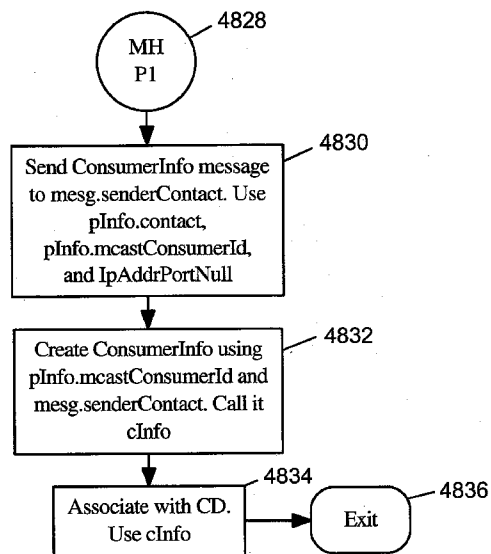 4828
MH
P1
4830
Send ConsumerInfo message
to mesg.senderContact. Use
pInfo.contact,
pInfo.mcastConsumerId,
and IpAddrPortNull
4832
Create ConsumerInfo using
pInfo.mcastConsumerId and
mesg.senderContact. Call it
cInfo
4834
Associate with CD.
Use cInfo
4836
Exit